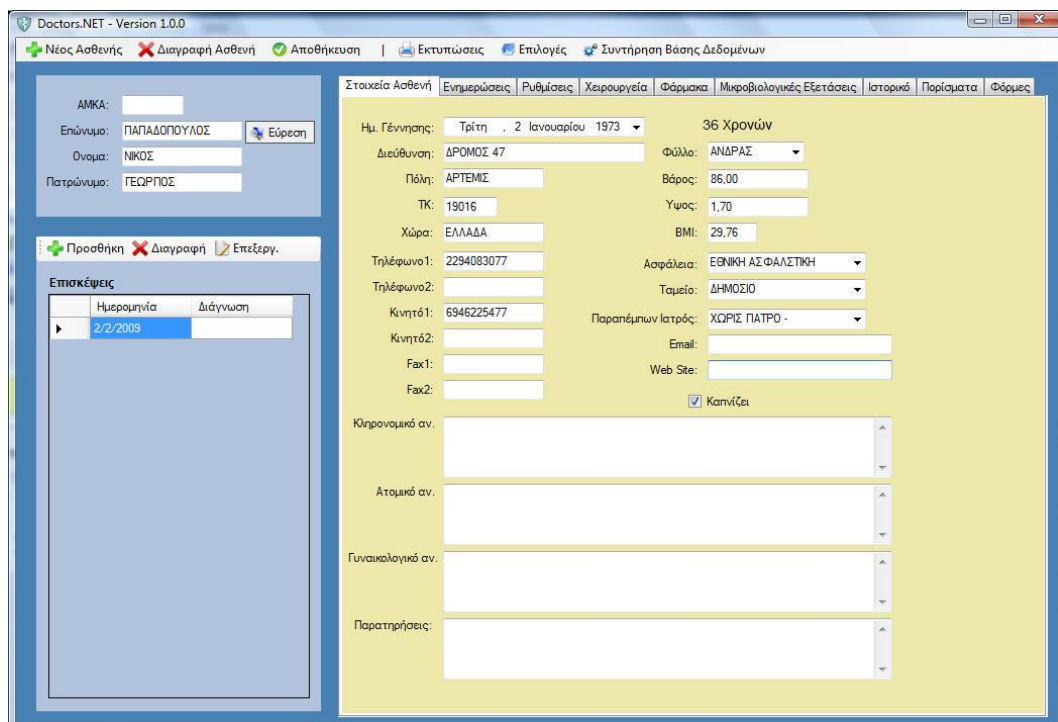 Doctors.NET - Version 1.0.0
Νέος Ασθενής Διαγραφή Ασθενή Αποθήκευση | Εκτυπώσεις Επιλογές Συντήρηση Βάσης Δεδομένων
ΑΜΚΑ:
Επώνυμο: ΠΑΠΑΔΟΠΟΥΛΟΣ Εύρεση
Ονομα: ΝΙΚΟΣ
Πατρώνυμο: ΓΕΩΡΓΙΟΣ
Προσθήκη Διαγραφή Επεξεργ.
Επισκέψεις
Ημερομηνία Διάγνωση
2/2/2009
Στοιχεία Ασθενή Ενημερώσεις Ρυθμίσεις Χειρουργεία Φάρμακα Μικροβιολογικές Εξετάσεις Ιστορικό Πορίσματα Φόρμες
Ημ. Γέννησης: Τρίτη , 2 Ιανουαρίου 1973 36 Χρονών
Διεύθυνση: ΔΡΟΜΟΣ 47 Φύλλο: ΑΝΔΡΑΣ
Πόλη: ΑΡΤΕΜΙΣ Βάρος: 86,00
ΤΚ: 19016 Υψος: 1,70
Χώρα: ΕΛΛΑΔΑ BMI: 29,76
Τηλέφωνο1: 2294083077 Ασφάλεια: ΕΘΝΙΚΗ ΑΣΦΑΛΣΤΙΚΗ
Τηλέφωνο2: Ταμείο: ΔΗΜΟΣΙΟ
Κινητό1: 6946225477 Παραπέμπων Ιατρός: ΧΩΡΙΣ ΠΑΤΡΟ -
Κινητό2: Email:
Fax1: Web Site:
Fax2: Καπνίζει
Κληρονομικό αν.
Ατομικό αν.
Γυναικολογικό αν.
Παρατηρήσεις: